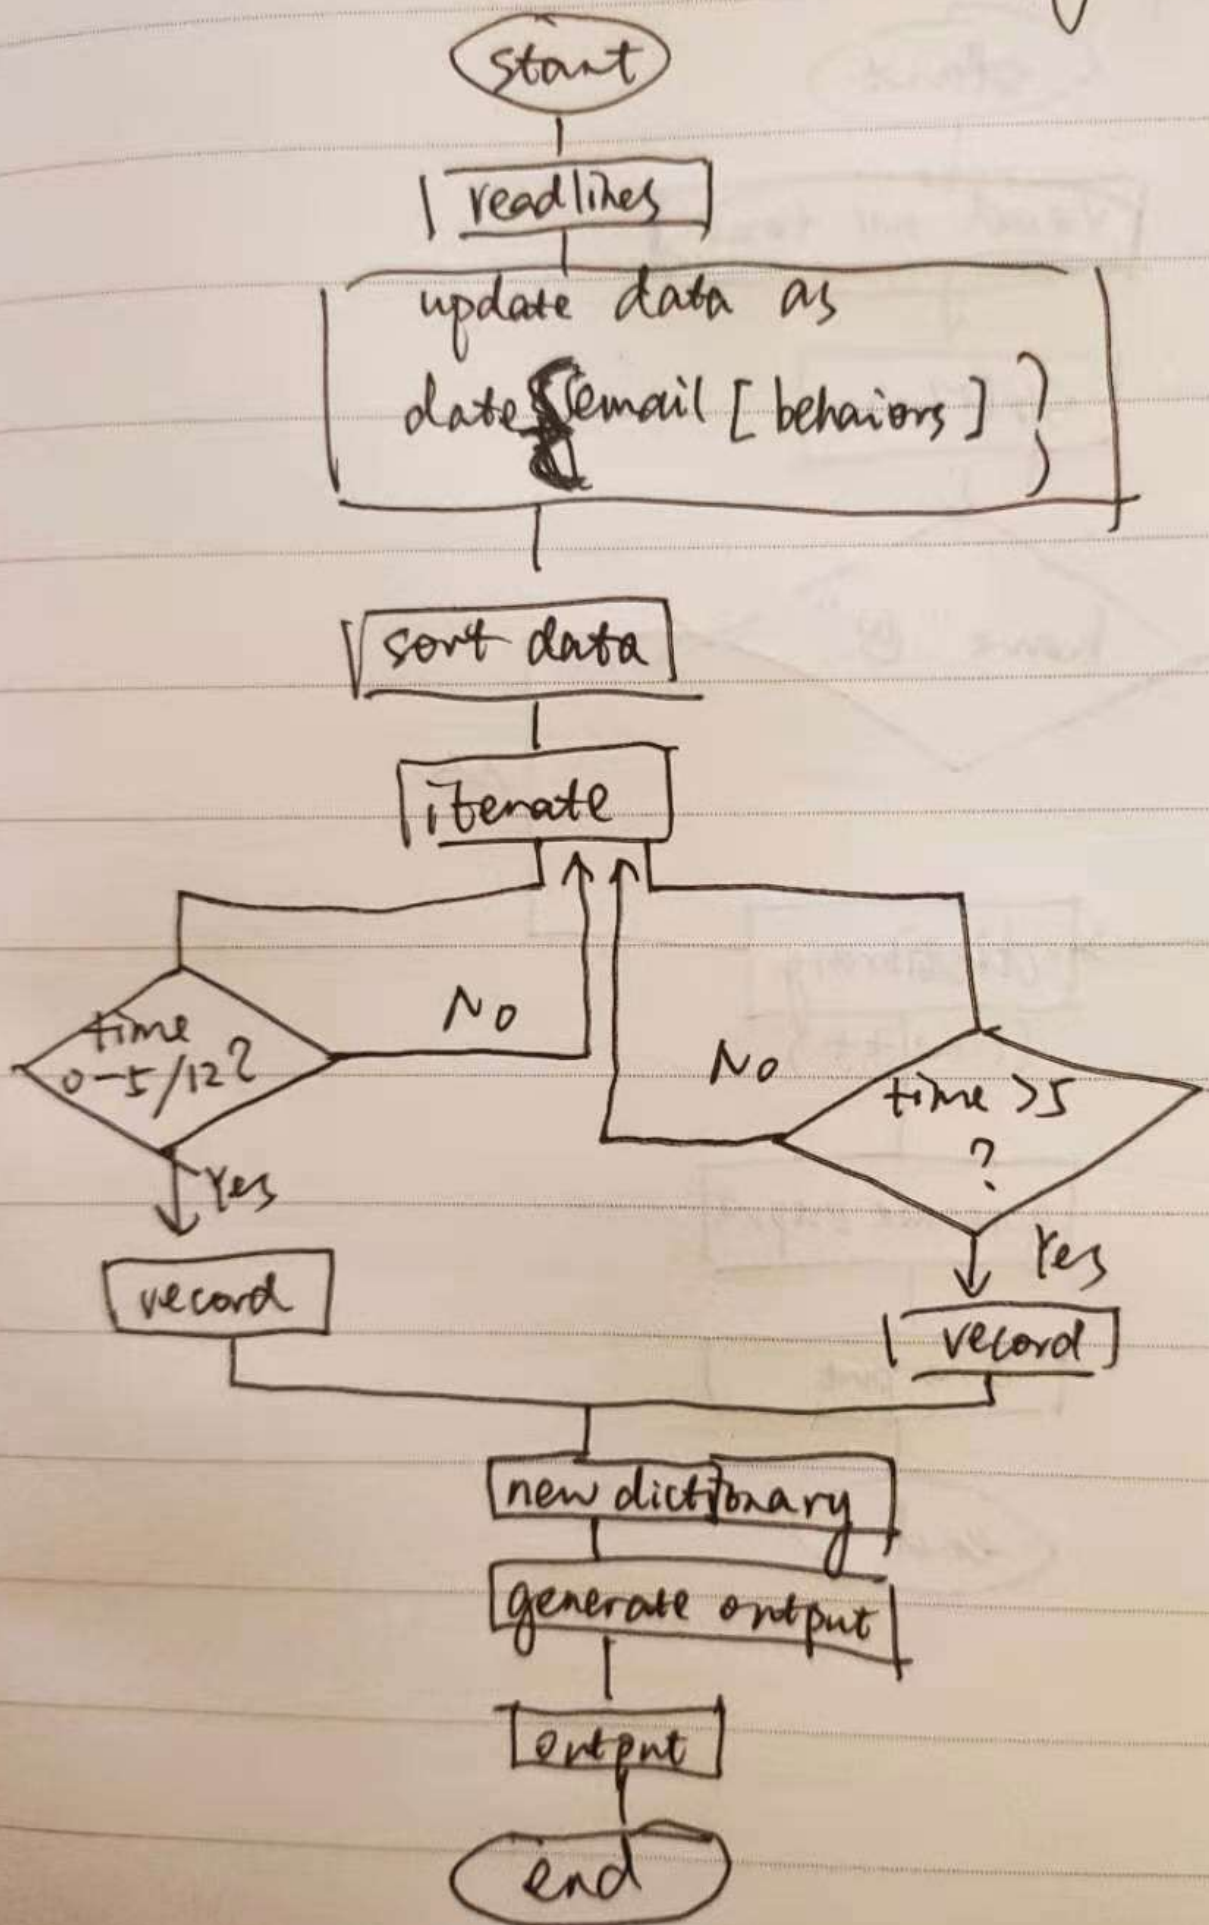 start
readlines
update data as
date {email [behaiors] }
sort data
iterate
time
0-5/12?
No
No
time >5
?
Yes
Yes
record
record
new dictionary
generate output
output
end